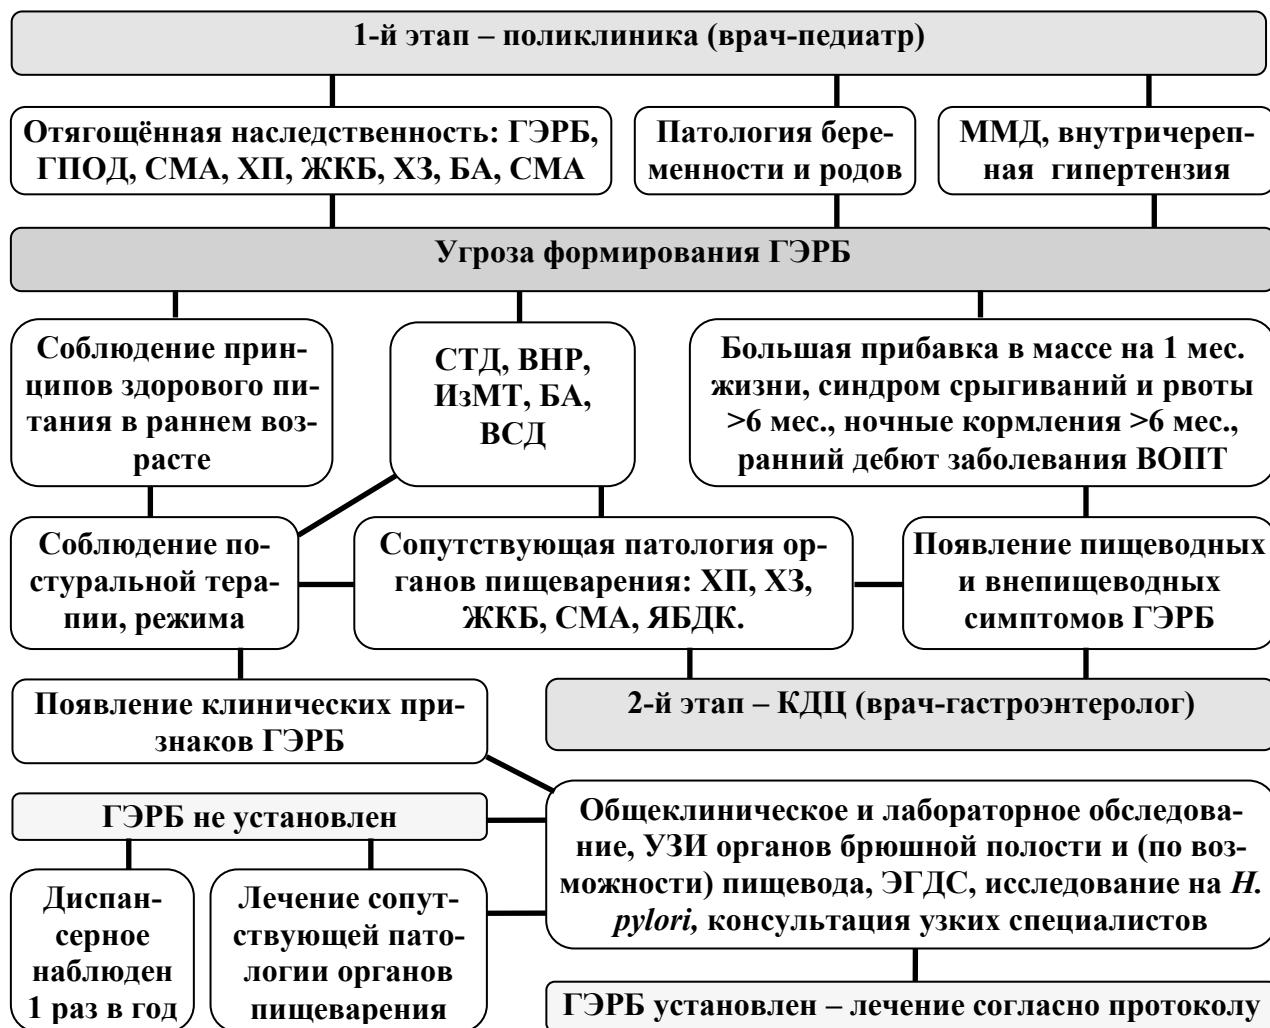 1-й этап – поликлиника (врач-педиатр)
Отягощённая наследственность: ГЭРБ,
ГПОД, СМА, ХП, ЖКБ, ХЗ, БА, СМА
Патология бере-
менности и родов
ММД, внутричереп-
ная гипертензия
Угроза формирования ГЭРБ
Соблюдение прин-
ципов здорового пи-
тания в раннем воз-
расте
СТД, ВНР,
ИзМТ, БА,
ВСД
Большая прибавка в массе на 1 мес.
жизни, синдром срыгиваний и рвоты
>6 мес., ночные кормления >6 мес.,
ранний дебют заболевания ВОПТ
Соблюдение по-
стуральной тера-
пии, режима
Сопутствующая патология ор-
ганов пищеварения: ХП, ХЗ,
ЖКБ, СМА, ЯБДК.
Появление пищеводных
и внепищеводных
симптомов ГЭРБ
Появление клинических при-
знаков ГЭРБ
2-й этап – КДЦ (врач-гастроэнтеролог)
ГЭРБ не установлен
Общеклиническое и лабораторное обследова-
ние, УЗИ органов брюшной полости и (по воз-
можности) пищевода, ЭГДС, исследование на H.
pylori, консультация узких специалистов
Диспан-
серное
наблюден
1 раз в год
Лечение сопут-
ствующей пато-
логии органов
пищеварения
ГЭРБ установлен – лечение согласно протоколу